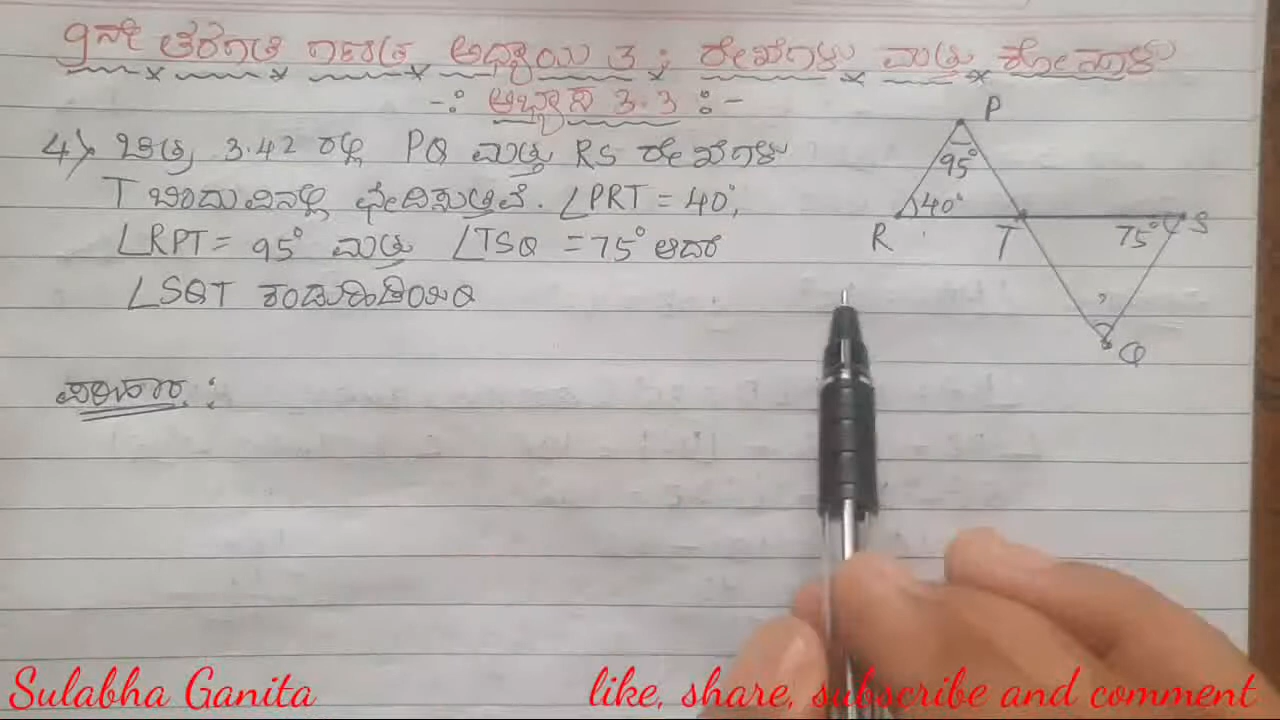 9ನೇ ತರಗತಿ ಗಣಿತ ಅಧ್ಯಾಯ 3 : ರೇಖೆಗಳು ಮತ್ತು ಕೋನಗಳು
-: ಅಭ್ಯಾಸ 3.3 :-
4) ಚಿತ್ರ 3.42 ರಲ್ಲಿ PQ ಮತ್ತು RS ರೇಖೆಗಳು
T ಬಿಂದುವಿನಲ್ಲಿ ಛೇದಿಸುತ್ತವೆ. ∠PRT = 40°,
∠RPT = 95° ಮತ್ತು ∠TSQ = 75° ಆದರೆ
∠SQT ಕಂಡುಹಿಡಿಯಿರಿ
ಪರಿಹಾರ :
P
95°
40°
R
T
75°
S
?
Q
Sulabha Ganita
like, share, subscribe and comment